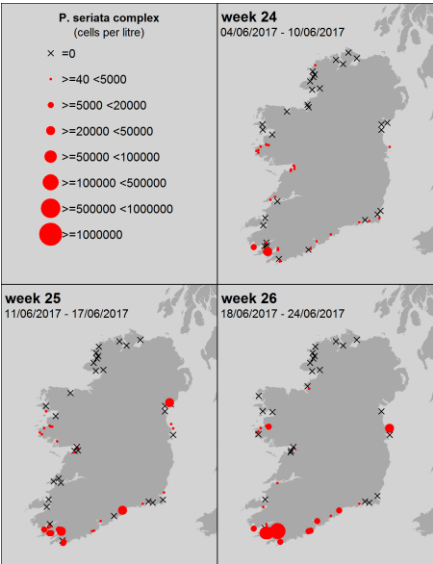 P. seriata complex
(cells per litre)
=0
>=40 <5000
>=5000 <20000
>=20000 <50000
>=50000 <100000
>=100000 <500000
>=500000 <1000000
>=1000000
week 24
04/06/2017 - 10/06/2017
week 25
11/06/2017 - 17/06/2017
week 26
18/06/2017 - 24/06/2017